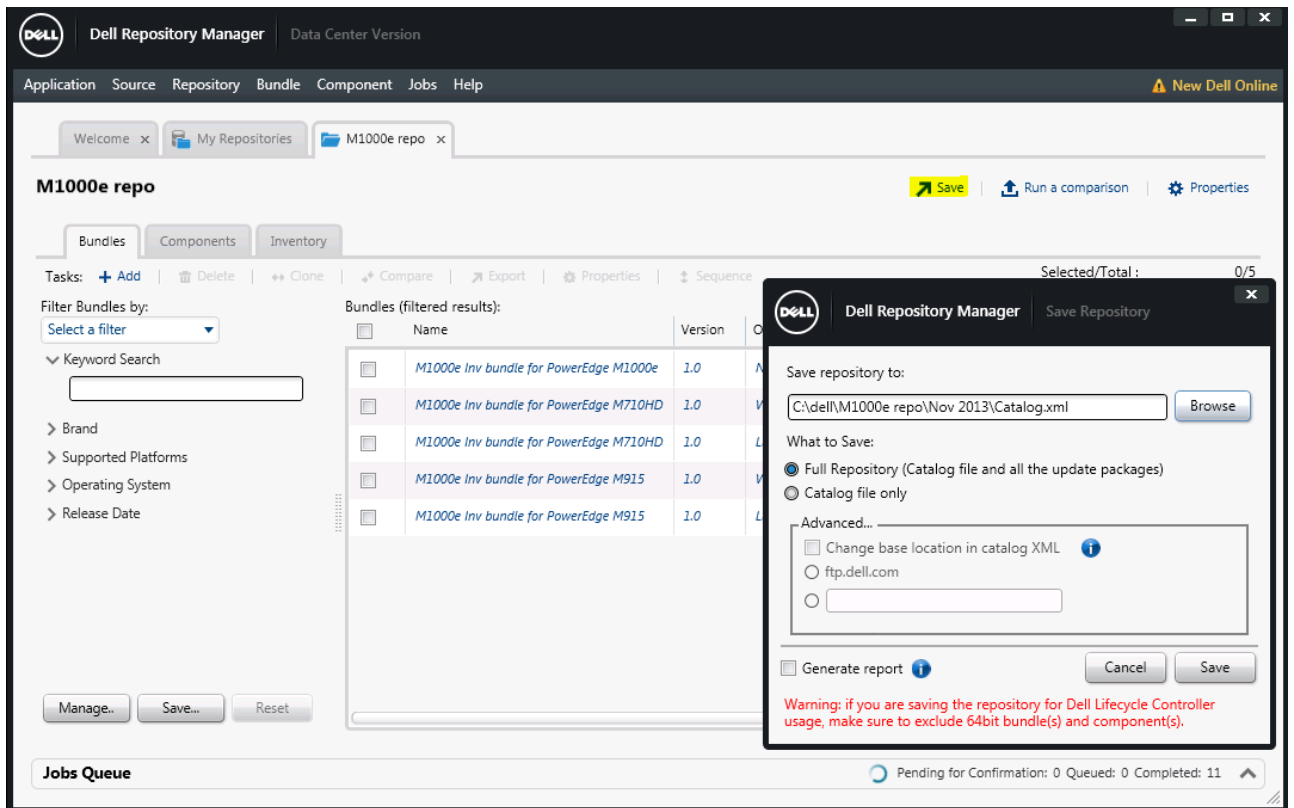 DELL Dell Repository Manager Data Center Version
Application Source Repository Bundle Component Jobs Help New Dell Online
Welcome x My Repositories M1000e repo x
M1000e repo Save Run a comparison Properties
Bundles Components Inventory
Tasks: Add Delete Clone Compare Export Properties Sequence Selected/Total : 0/5
Filter Bundles by:
Select a filter
Keyword Search
Brand
Supported Platforms
Operating System
Release Date
Manage.. Save... Reset
Bundles (filtered results):
Name Version O
M1000e Inv bundle for PowerEdge M1000e 1.0 N
M1000e Inv bundle for PowerEdge M710HD 1.0 W
M1000e Inv bundle for PowerEdge M710HD 1.0 L
M1000e Inv bundle for PowerEdge M915 1.0 W
M1000e Inv bundle for PowerEdge M915 1.0 L
DELL Dell Repository Manager Save Repository
Save repository to:
C:\dell\M1000e repo\Nov 2013\Catalog.xml Browse
What to Save:
Full Repository (Catalog file and all the update packages)
Catalog file only
Advanced...
Change base location in catalog XML
ftp.dell.com
Generate report Cancel Save
Warning: if you are saving the repository for Dell Lifecycle Controller
usage, make sure to exclude 64bit bundle(s) and component(s).
Jobs Queue Pending for Confirmation: 0 Queued: 0 Completed: 11